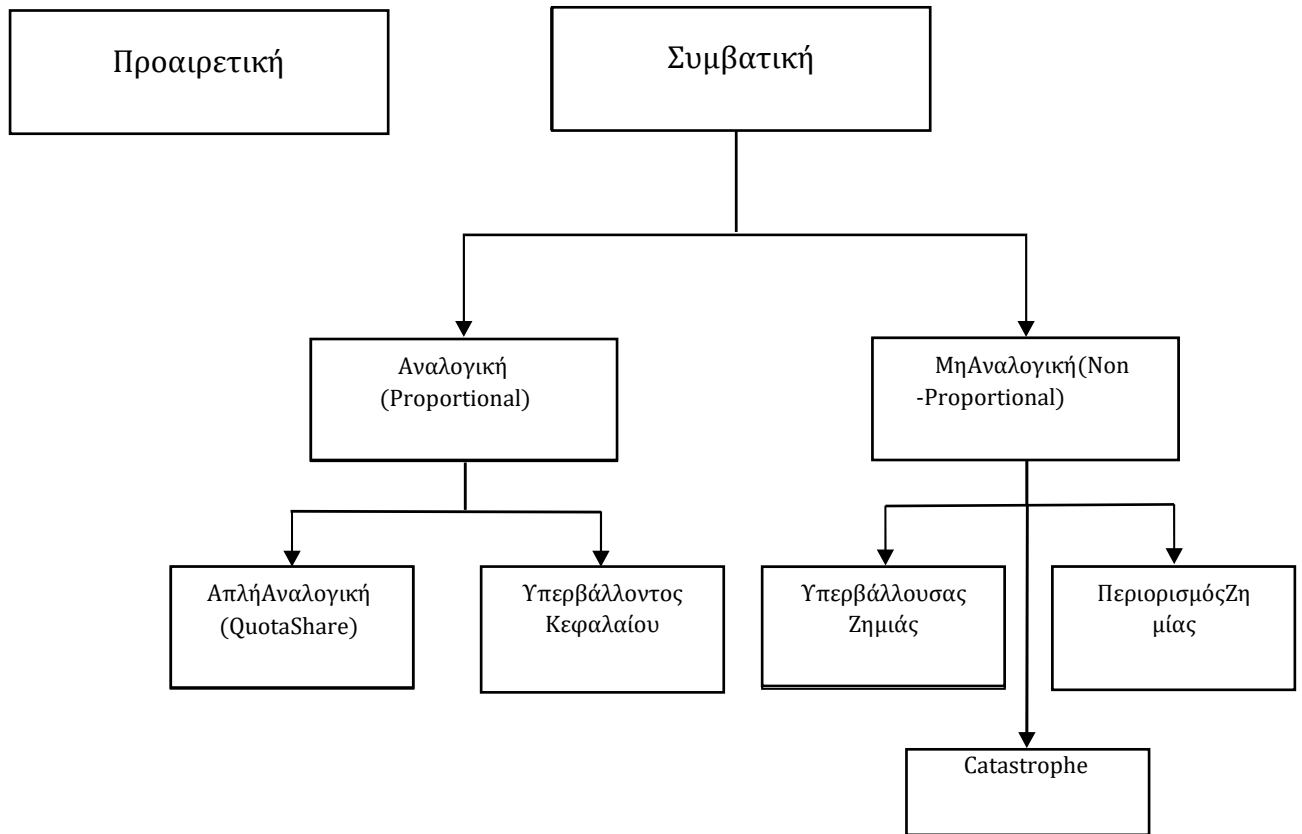 Προαιρετική
Συμβατική
Αναλογική
(Proportional)
ΜηΑναλογική(Non
-Proportional)
ΑπλήΑναλογική
(QuotaShare)
Υπερβάλλοντος
Κεφαλαίου
Υπερβάλλουσας
Ζημιάς
ΠεριορισμόςΖη
μίας
Catastrophe